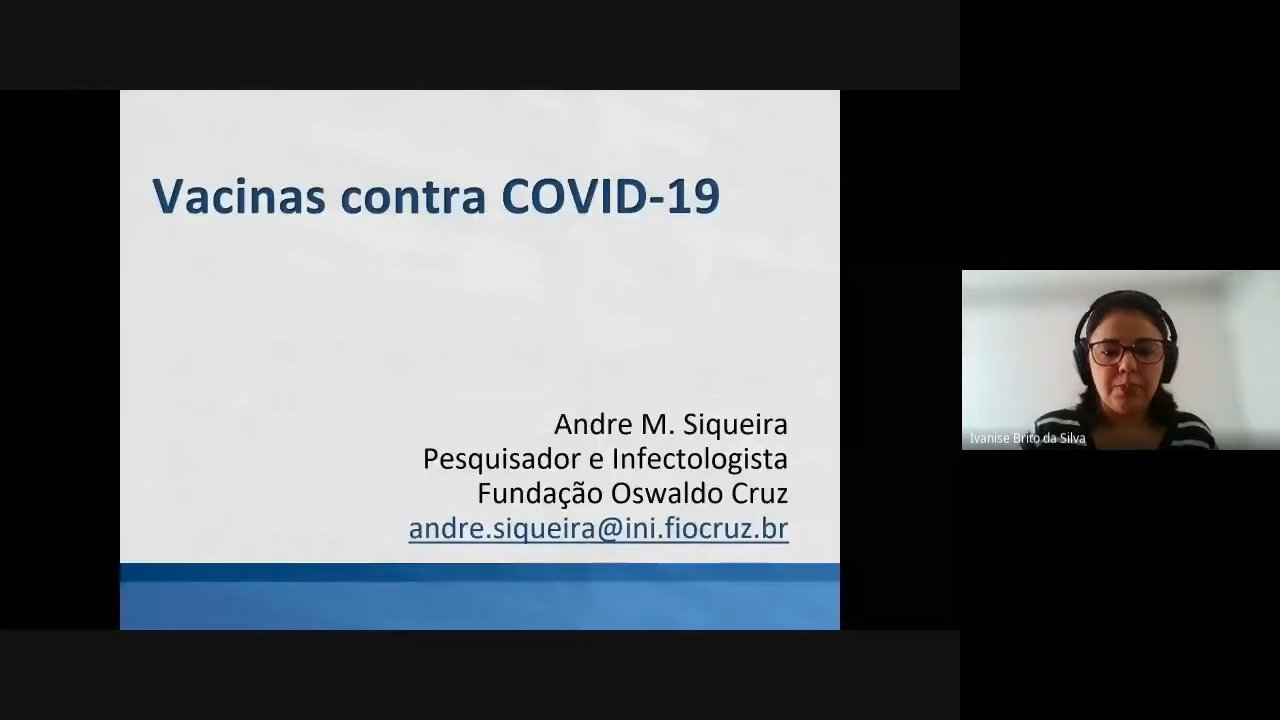 Vacinas contra COVID-19
Andre M. Siqueira
Pesquisador e Infectologista
Fundação Oswaldo Cruz
andre.siqueira@ini.fiocruz.br
Ivanise Brito da Silva